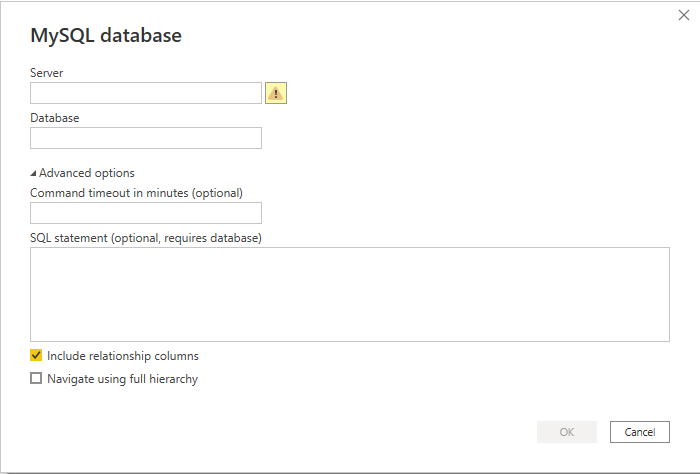 MySQL database
Server
Database
Advanced options
Command timeout in minutes (optional)
SQL statement (optional, requires database)
Include relationship columns
Navigate using full hierarchy
OK
Cancel